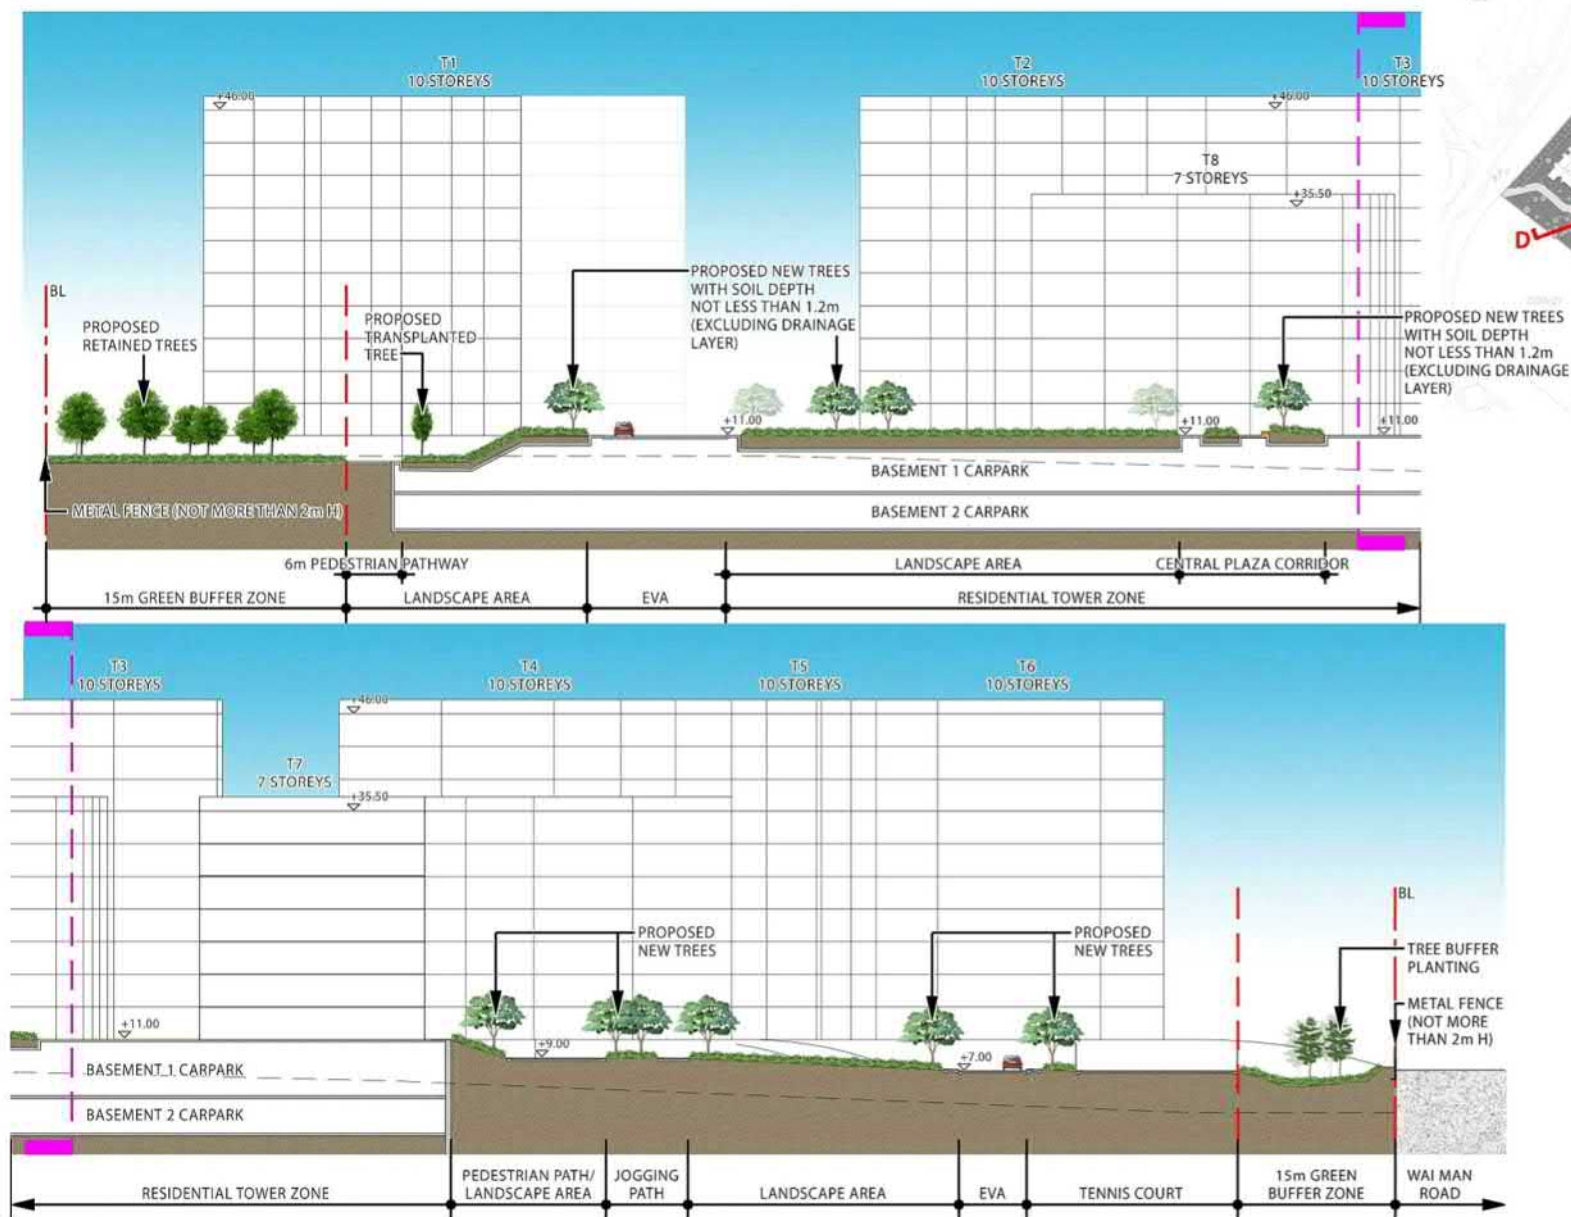 T1
10 STOREYS
T2
10 STOREYS
T3
10 STOREYS
+46.00
+46.00
T8
7 STOREYS
+35.50
D
BL
PROPOSED
RETAINED TREES
PROPOSED
TRANSPLANTED
TREE
PROPOSED NEW TREES
WITH SOIL DEPTH
NOT LESS THAN 1.2m
(EXCLUDING DRAINAGE
LAYER)
PROPOSED NEW TREES
WITH SOIL DEPTH
NOT LESS THAN 1.2m
(EXCLUDING DRAINAGE
LAYER)
+11.00
+11.00
+11.00
BASEMENT 1 CARPARK
METAL FENCE (NOT MORE THAN 2m H)
BASEMENT 2 CARPARK
6m PEDESTRIAN PATHWAY
LANDSCAPE AREA
CENTRAL PLAZA CORRIDOR
15m GREEN BUFFER ZONE
LANDSCAPE AREA
EVA
RESIDENTIAL TOWER ZONE
T3
10 STOREYS
T4
10 STOREYS
T5
10 STOREYS
T6
10 STOREYS
+46.00
T7
7 STOREYS
+35.50
BL
PROPOSED
NEW TREES
PROPOSED
NEW TREES
TREE BUFFER
PLANTING
METAL FENCE
(NOT MORE
THAN 2m H)
+11.00
+9.00
+7.00
BASEMENT 1 CARPARK
BASEMENT 2 CARPARK
RESIDENTIAL TOWER ZONE
PEDESTRIAN PATH/
LANDSCAPE AREA
JOGGING
PATH
LANDSCAPE AREA
EVA
TENNIS COURT
15m GREEN
BUFFER ZONE
WAI MAN
ROAD